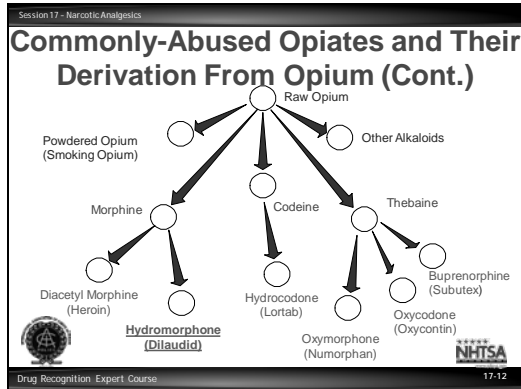 Session 17 - Narcotic Analgesics
Commonly-Abused Opiates and Their
Derivation From Opium (Cont.)
Raw Opium
Powdered Opium
(Smoking Opium)
Other Alkaloids
Morphine
Codeine
Thebaine
Diacetyl Morphine
(Heroin)
Hydromorphone
(Dilaudid)
Hydrocodone
(Lortab)
Oxymorphone
(Numorphan)
Oxycodone
(Oxycontin)
Buprenorphine
(Subutex)
NHTSA
Drug Recognition Expert Course
17-12